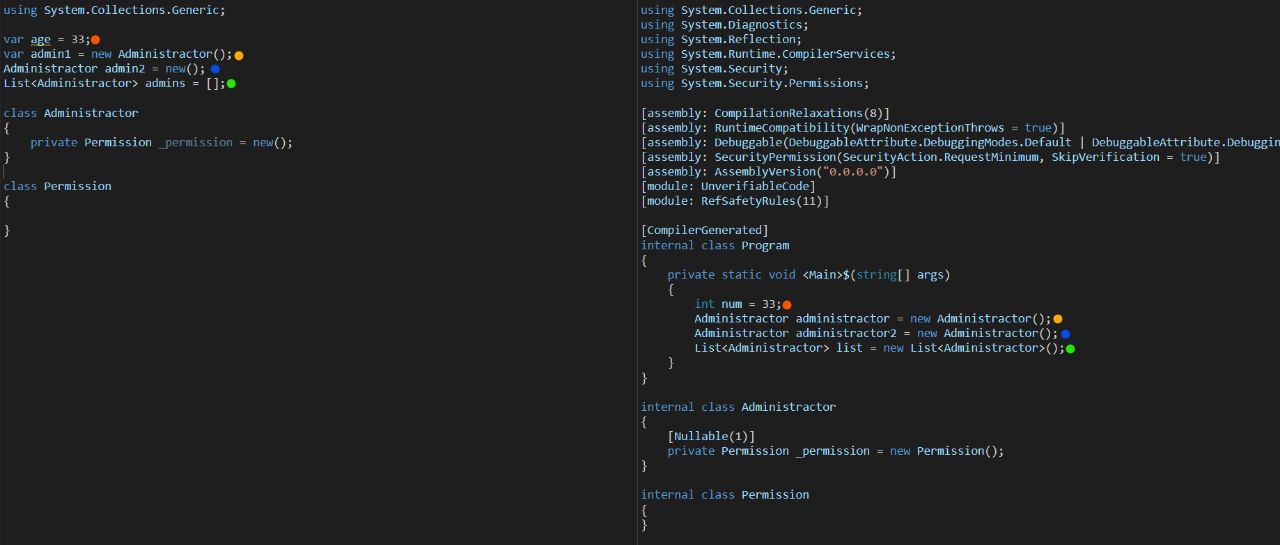 using System.Collections.Generic;
var age = 33;
var admin1 = new Administractor();
Administractor admin2 = new();
List<Administractor> admins = [];
class Administractor
{
    private Permission _permission = new();
}
class Permission
{
}
using System.Collections.Generic;
using System.Diagnostics;
using System.Reflection;
using System.Runtime.CompilerServices;
using System.Security;
using System.Security.Permissions;
[assembly: CompilationRelaxations(8)]
[assembly: RuntimeCompatibility(WrapNonExceptionThrows = true)]
[assembly: Debuggable(DebuggableAttribute.DebuggingModes.Default | DebuggableAttribute.Debuggin
[assembly: SecurityPermission(SecurityAction.RequestMinimum, SkipVerification = true)]
[assembly: AssemblyVersion("0.0.0.0")]
[module: UnverifiableCode]
[module: RefSafetyRules(11)]
[CompilerGenerated]
internal class Program
{
    private static void <Main>$(string[] args)
    {
        int num = 33;
        Administractor administractor = new Administractor();
        Administractor administractor2 = new Administractor();
        List<Administractor> list = new List<Administractor>();
    }
}
internal class Administractor
{
    [Nullable(1)]
    private Permission _permission = new Permission();
}
internal class Permission
{
}